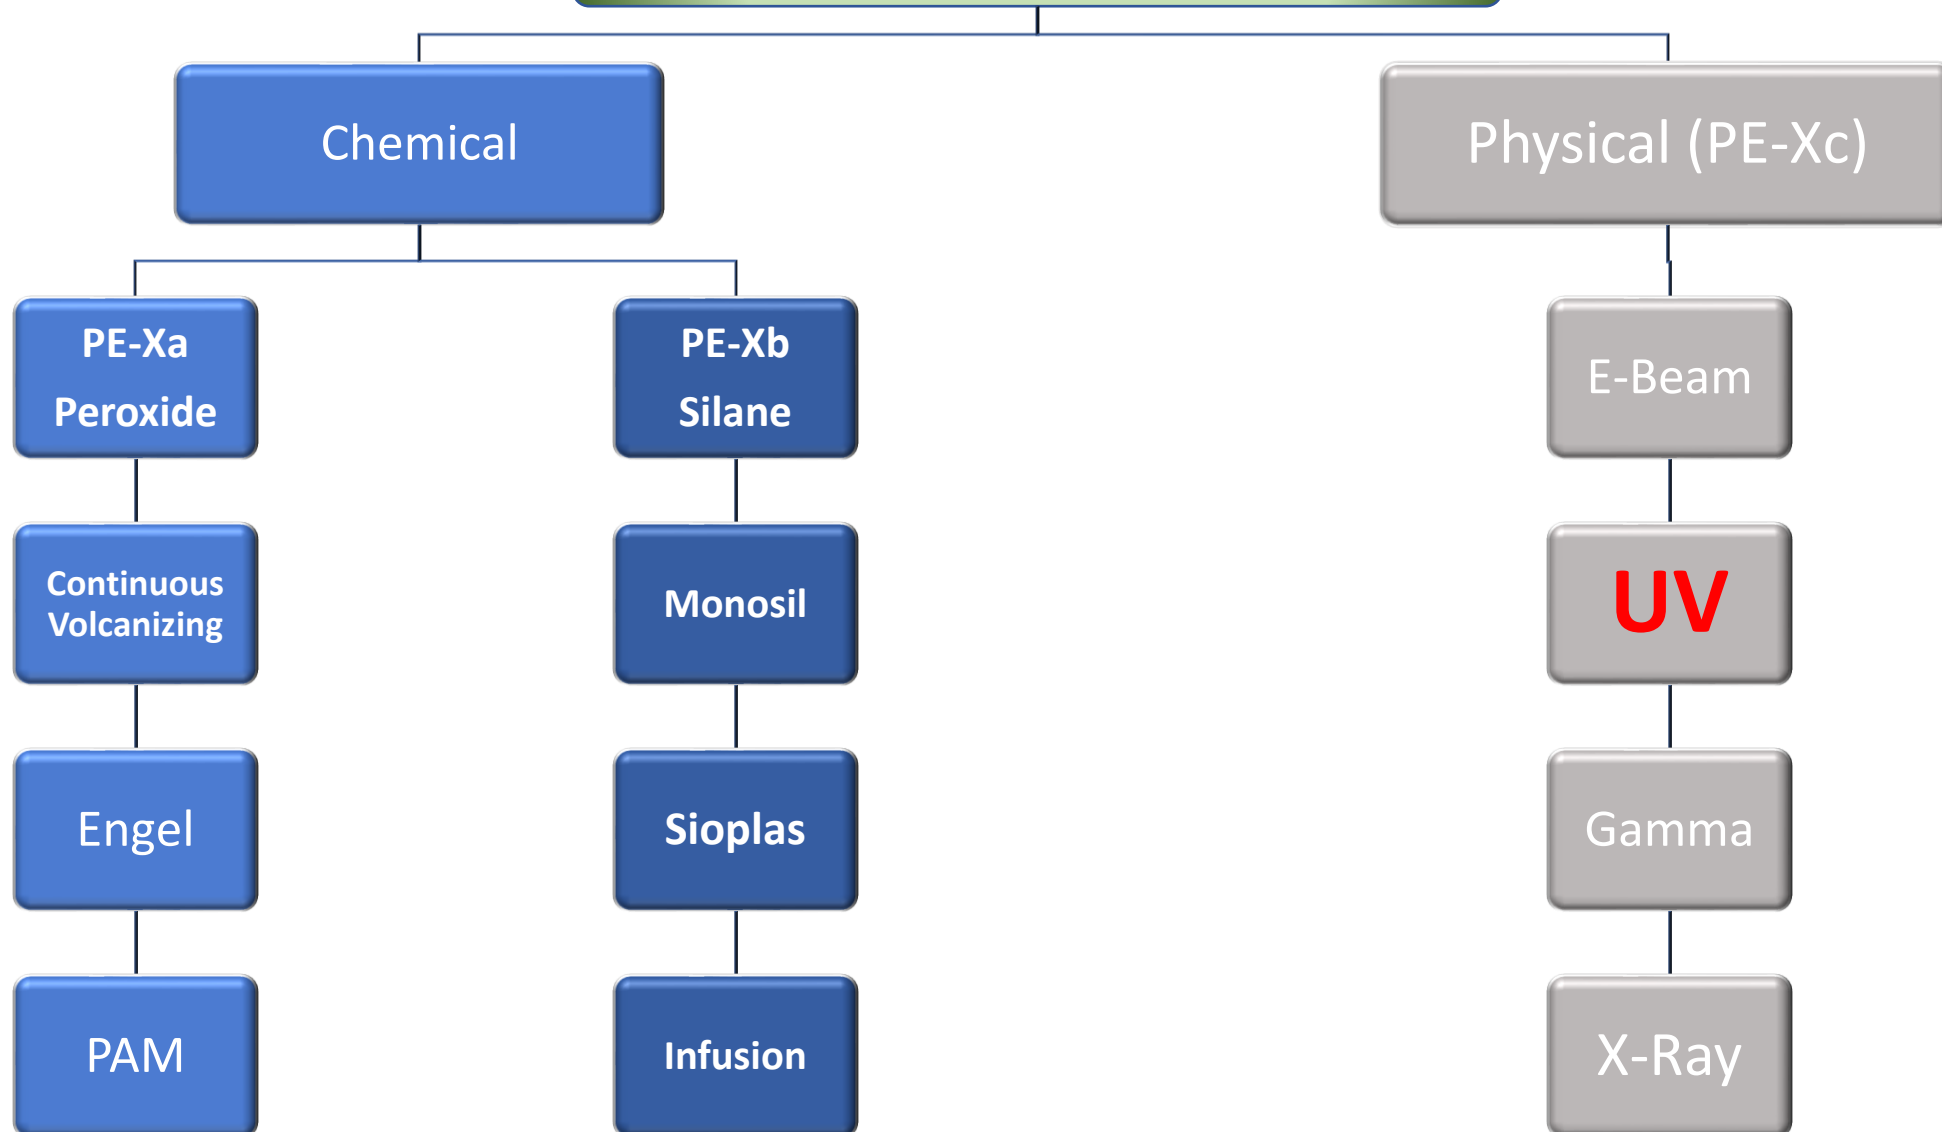 Chemical
Physical (PE-Xc)
PE-Xa
Peroxide
PE-Xb
Silane
E-Beam
Continuous
Volcanizing
Monosil
UV
Engel
Sioplas
Gamma
PAM
Infusion
X-Ray